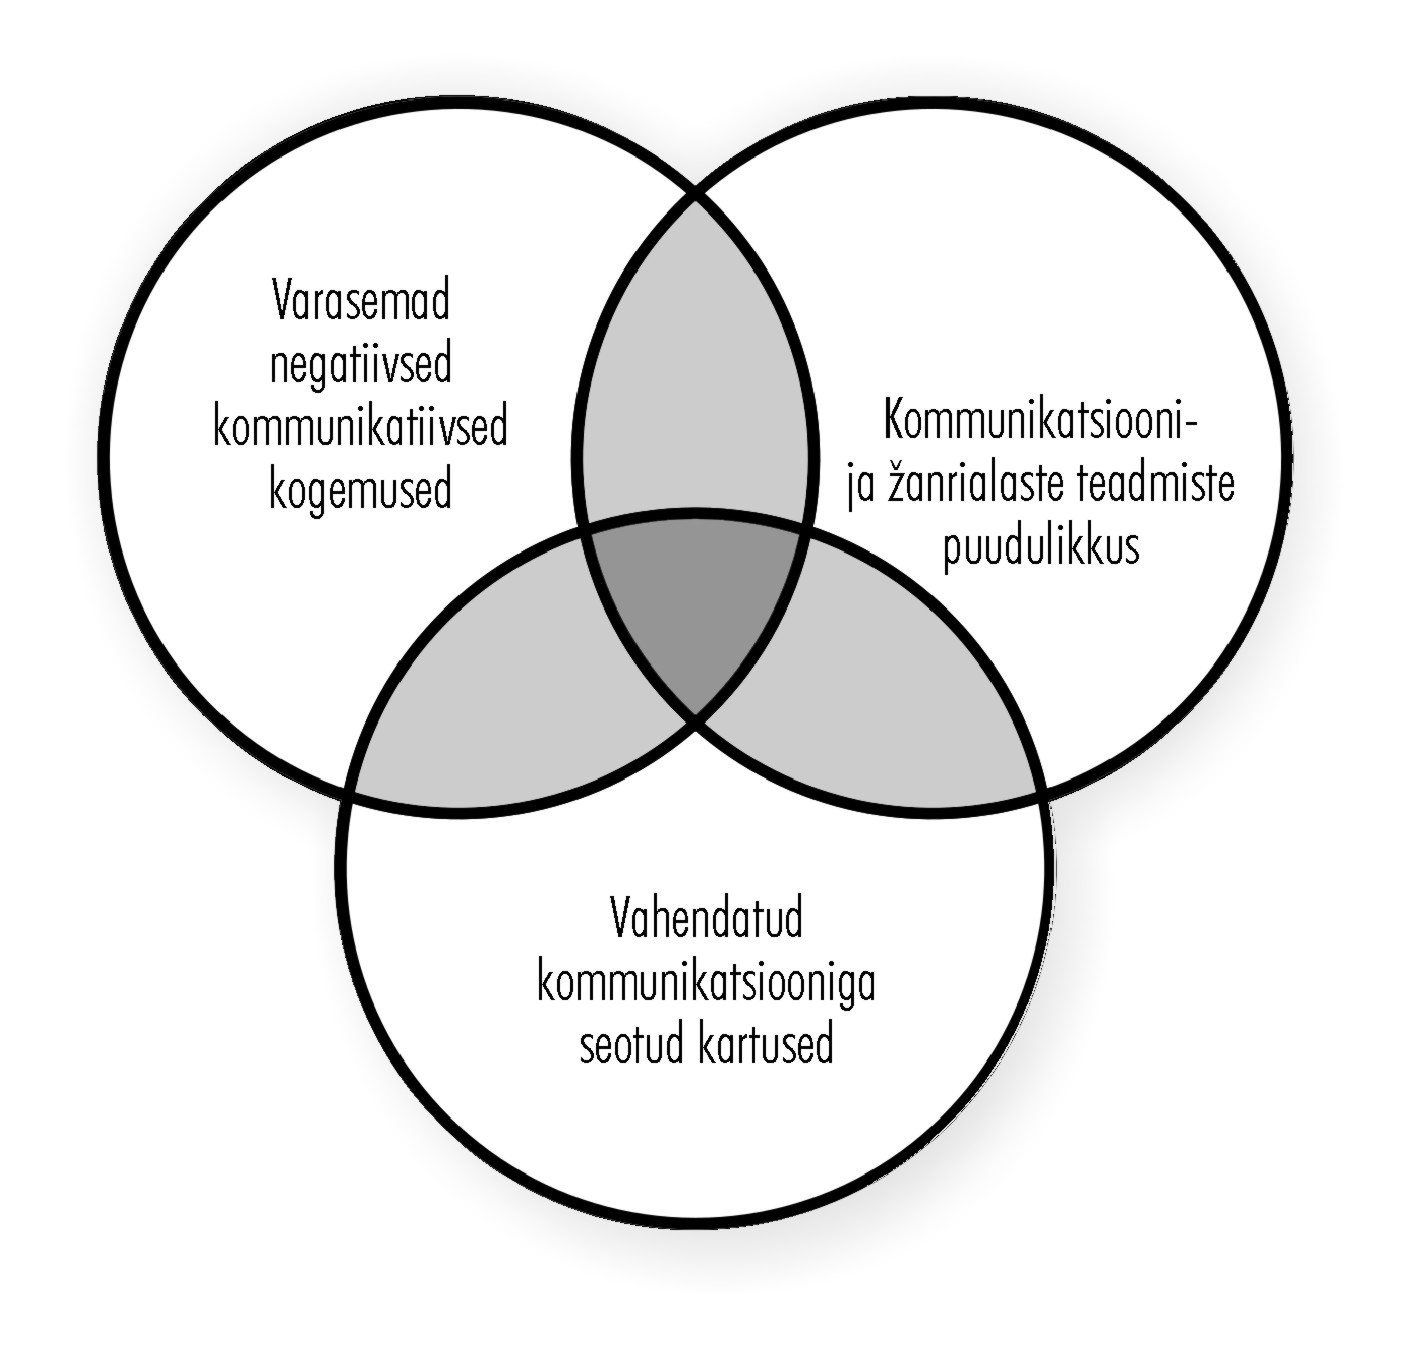 Varasemad
negatiivsed
kommunikatiivsed
kogemused
Kommunikatsiooni-
ja žanrialaste teadmiste
puudulikkus
Vahendatud
kommunikatsiooniga
seotud kartused